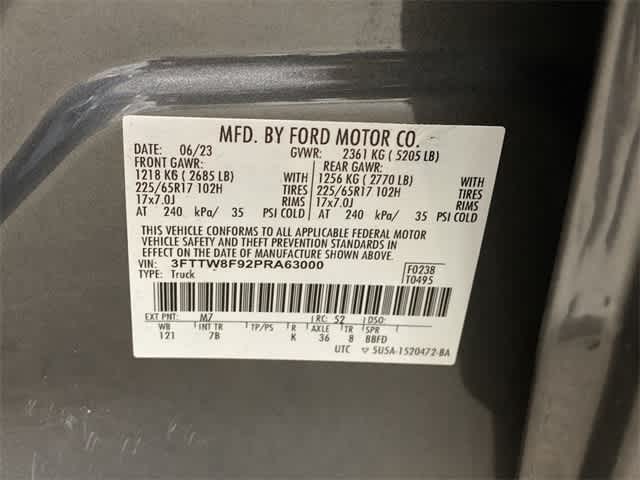 MFD. BY FORD MOTOR CO.
DATE: 06/23 GVWR: 2361 KG ( 5205 LB)
FRONT GAWR: REAR GAWR:
1218 KG ( 2685 LB) WITH 1256 KG ( 2770 LB) WITH
225/65R17 102H TIRES 225/65R17 102H TIRES
17x7.0J RIMS 17x7.0J RIMS
AT 240 kPa/ 35 PSI COLD AT 240 kPa/ 35 PSI COLD
THIS VEHICLE CONFORMS TO ALL APPLICABLE FEDERAL MOTOR
VEHICLE SAFETY AND THEFT PREVENTION STANDARDS IN
EFFECT ON THE DATE OF MANUFACTURE SHOWN ABOVE.
VIN: 3FTTW8F92PRA63000 F0238
TYPE: Truck T0495
EXT PNT: M7 RC: 52 DSO:
WB INT TR TP/PS R AXLE TR SPR
121 7B K 36 8 BBFD
UTC 5U5A-1520472-BA